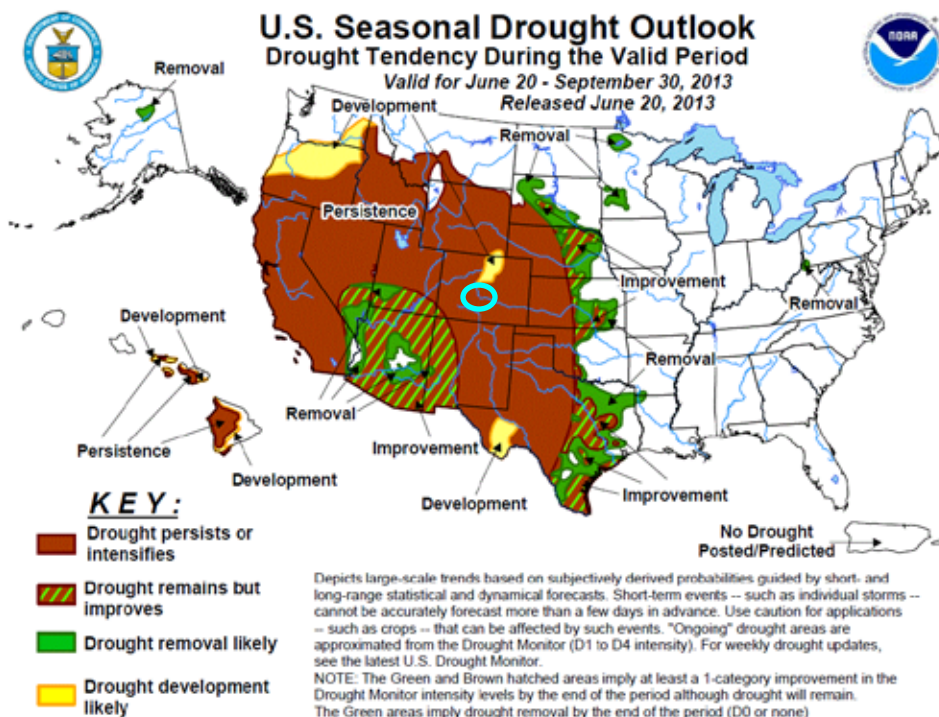 U.S. Seasonal Drought Outlook
Drought Tendency During the Valid Period
Valid for June 20 - September 30, 2013
Released June 20, 2013
DEPARTMENT OF COMMERCE
UNITED STATES OF AMERICA
NOAA
Removal
Development
Removal
Persistence
Improvement
Removal
Development
Removal
Removal
Persistence
Improvement
Development
Development
Improvement
KEY:
Drought persists or
intensifies
Drought remains but
improves
Drought removal likely
Drought development
likely
No Drought
Posted/Predicted
Depicts large-scale trends based on subjectively derived probabilities guided by short- and
long-range statistical and dynamical forecasts. Short-term events -- such as individual storms --
cannot be accurately forecast more than a few days in advance. Use caution for applications
-- such as crops -- that can be affected by such events. "Ongoing" drought areas are
approximated from the Drought Monitor (D1 to D4 intensity). For weekly drought updates,
see the latest U.S. Drought Monitor.
NOTE: The Green and Brown hatched areas imply at least a 1-category improvement in the
Drought Monitor intensity levels by the end of the period although drought will remain.
The Green areas imply drought removal by the end of the period (D0 or none)